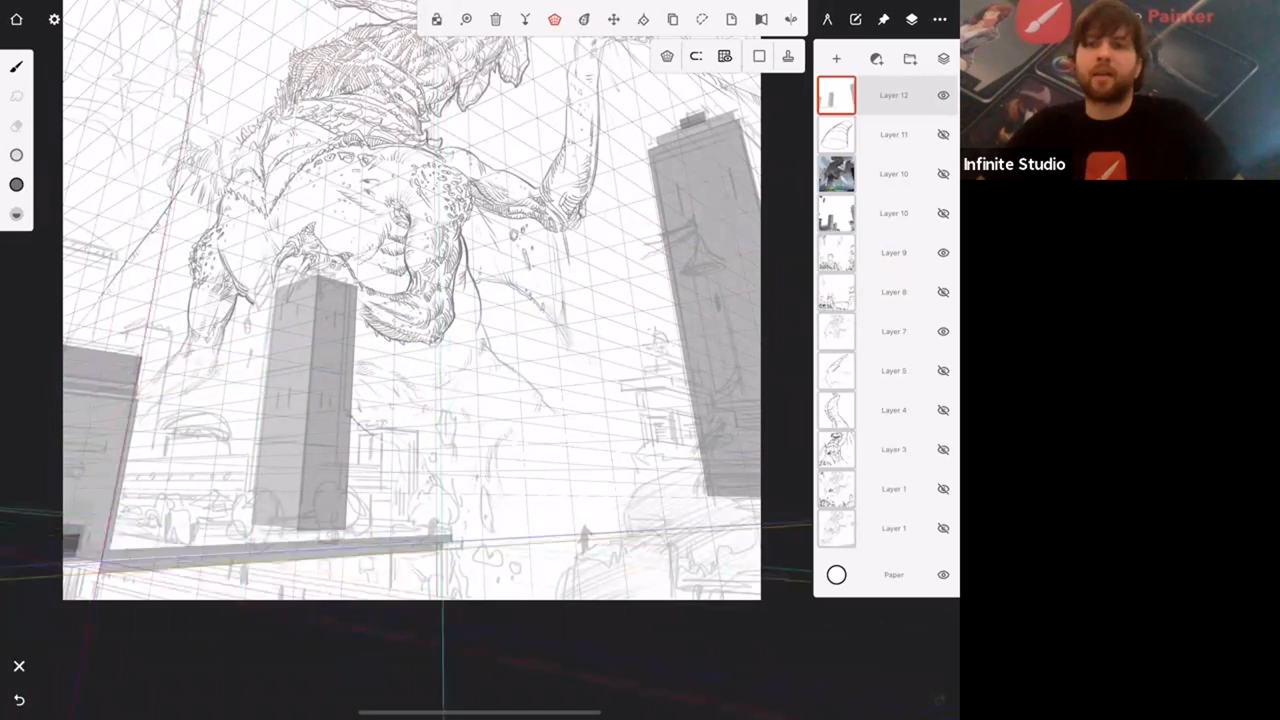 Painter
Infinite Studio
Layer 12
Layer 11
Layer 10
Layer 10
Layer 9
Layer 8
Layer 7
Layer 5
Layer 4
Layer 3
Layer 1
Layer 1
Paper